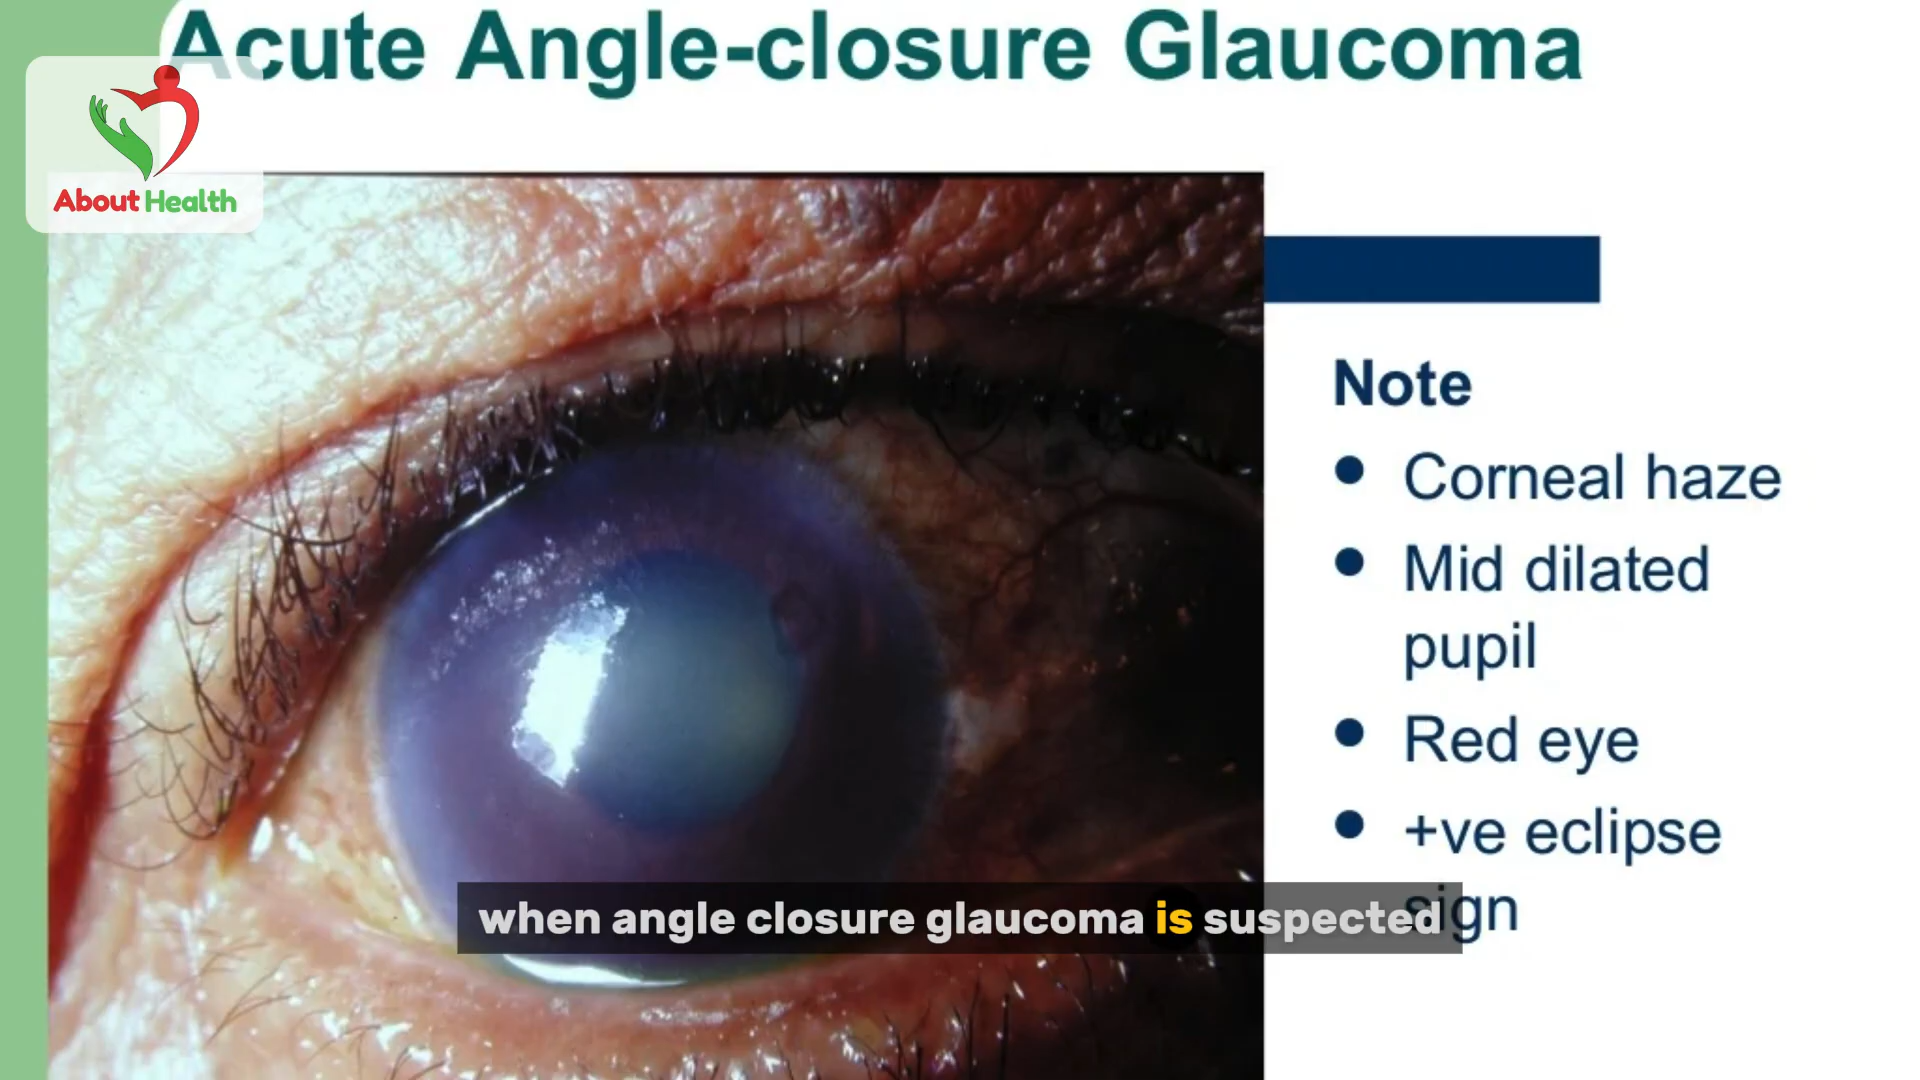 Acute Angle-closure Glaucoma
About Health
Note
Corneal haze
Mid dilated
pupil
Red eye
+ve eclipse
sign
when angle closure glaucoma is suspected